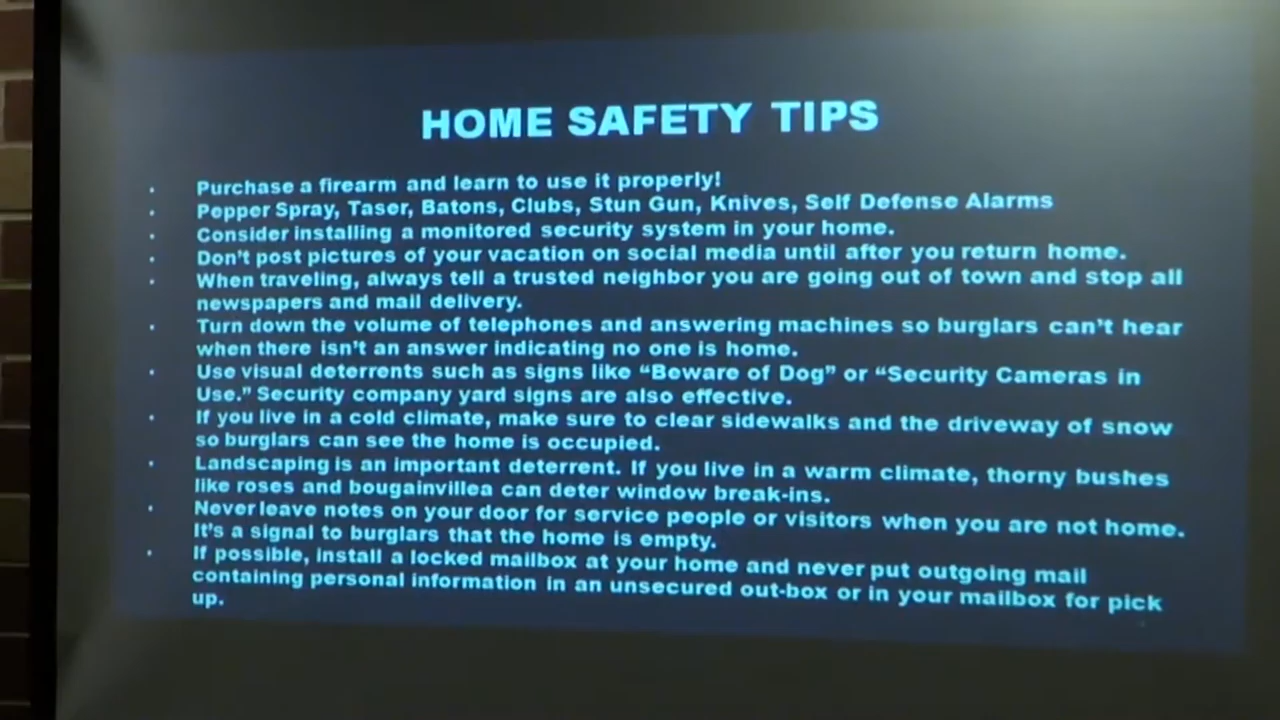 HOME SAFETY TIPS
• Purchase a firearm and learn to use it properly!
• Pepper Spray, Taser, Batons, Clubs, Stun Gun, Knives, Self Defense Alarms
• Consider installing a monitored security system in your home.
• Don't post pictures of your vacation on social media until after you return home.
• When traveling, always tell a trusted neighbor you are going out of town and stop all
newspapers and mail delivery.
• Turn down the volume of telephones and answering machines so burglars can't hear
when there isn't an answer indicating no one is home.
• Use visual deterrents such as signs like “Beware of Dog” or “Security Cameras in
Use.” Security company yard signs are also effective.
• If you live in a cold climate, make sure to clear sidewalks and the driveway of snow
so burglars can see the home is occupied.
• Landscaping is an important deterrent. If you live in a warm climate, thorny bushes
like roses and bougainvillea can deter window break-ins.
• Never leave notes on your door for service people or visitors when you are not home.
It's a signal to burglars that the home is empty.
• If possible, install a locked mailbox at your home and never put outgoing mail
containing personal information in an unsecured out-box or in your mailbox for pick
up.